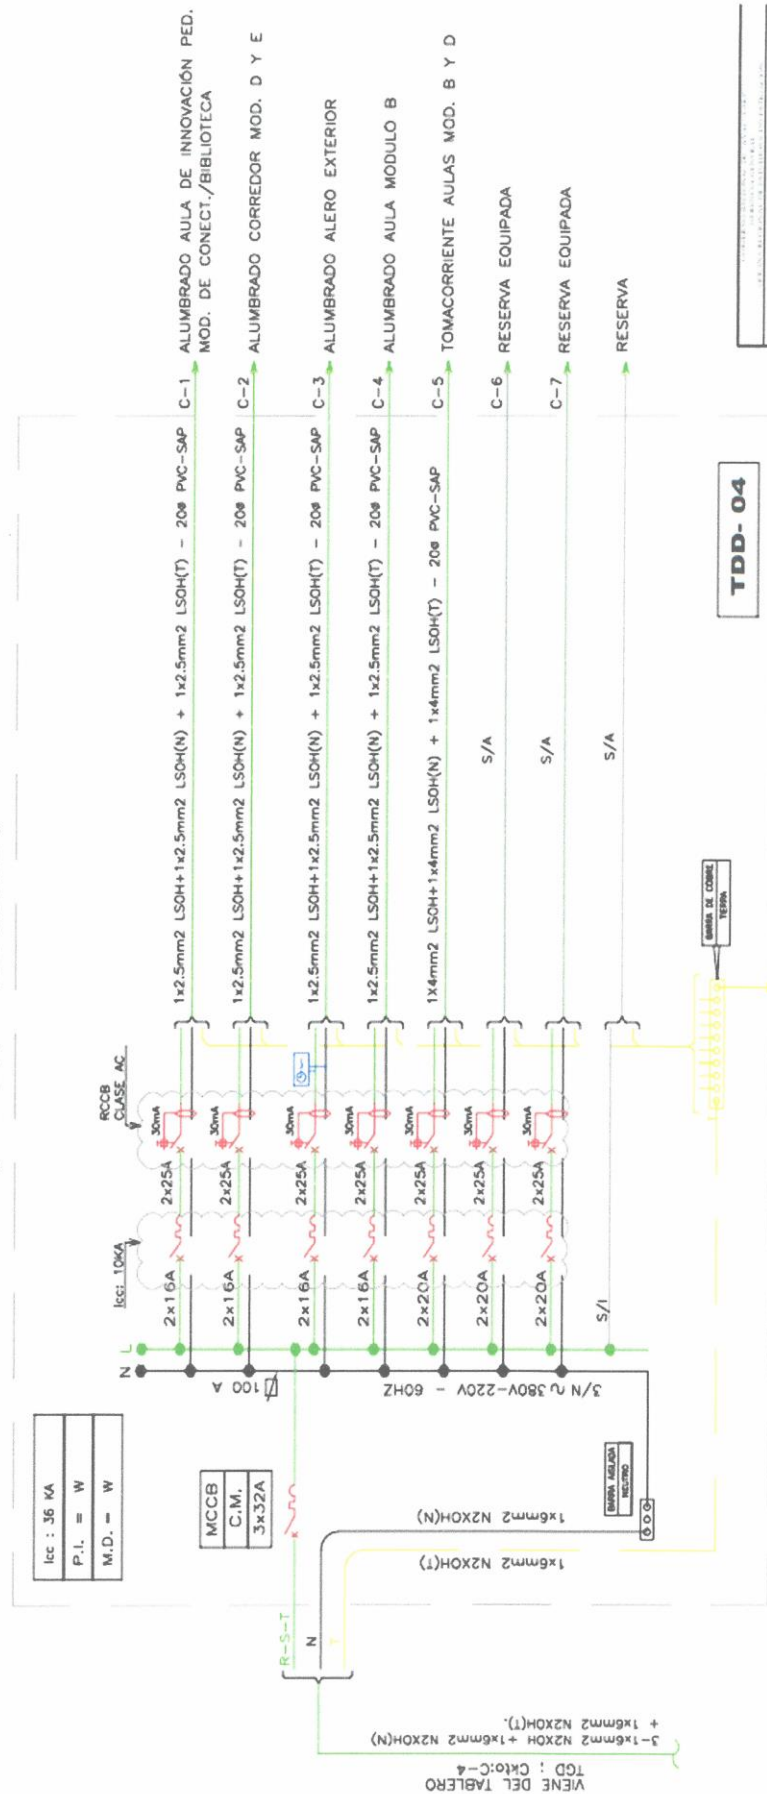 Icc : 36 KA
P.I. = W
M.D. = W
MCCB
C.M.
3x32A
R-S-T
N
T
VIENE DEL TABLERO
TGD ; Ckto:C-4
3-1x6mm2 N2XOH + 1x6mm2 N2XOH(N)
+ 1x6mm2 N2XOH(T).
1x6mm2 N2XOH(N)
1x6mm2 N2XOH(T)
BARRA AISLADA
NEUTRO
N
L
100 A
3/N ∿ 380V-220V - 60HZ
Icc: 10KA
RCCB
CLASE AC
2x16A
2x25A
30mA
1x2.5mm2 LSOH+1x2.5mm2 LSOH(N) + 1x2.5mm2 LSOH(T) - 20ø PVC-SAP
C-1
ALUMBRADO AULA DE INNOVACIÓN PED.
MOD. DE CONECT./BIBLIOTECA
2x16A
2x25A
30mA
1x2.5mm2 LSOH+1x2.5mm2 LSOH(N) + 1x2.5mm2 LSOH(T) - 20ø PVC-SAP
C-2
ALUMBRADO CORREDOR MOD. D Y E
2x16A
2x25A
30mA
1x2.5mm2 LSOH+1x2.5mm2 LSOH(N) + 1x2.5mm2 LSOH(T) - 20ø PVC-SAP
C-3
ALUMBRADO ALERO EXTERIOR
2x16A
2x25A
30mA
1x2.5mm2 LSOH+1x2.5mm2 LSOH(N) + 1x2.5mm2 LSOH(T) - 20ø PVC-SAP
C-4
ALUMBRADO AULA MODULO B
2x20A
2x25A
30mA
1X4mm2 LSOH+1x4mm2 LSOH(N) + 1x4mm2 LSOH(T) - 20ø PVC-SAP
C-5
TOMACORRIENTE AULAS MOD. B Y D
2x20A
2x25A
30mA
S/A
C-6
RESERVA EQUIPADA
2x20A
2x25A
30mA
S/A
C-7
RESERVA EQUIPADA
S/I
S/A
RESERVA
BARRA DE COBRE
TIERRA
TDD- 04